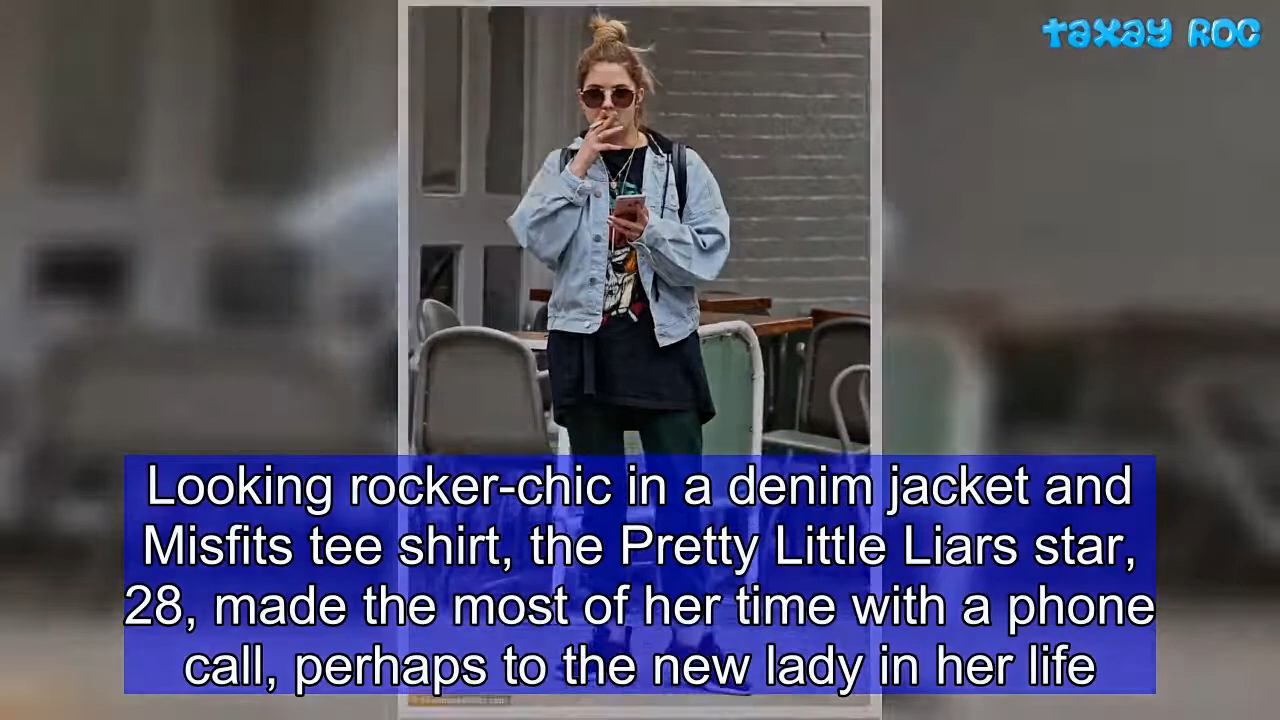 taxay ROC
Looking rocker-chic in a denim jacket and
Misfits tee shirt, the Pretty Little Liars star,
28, made the most of her time with a phone
call, perhaps to the new lady in her life